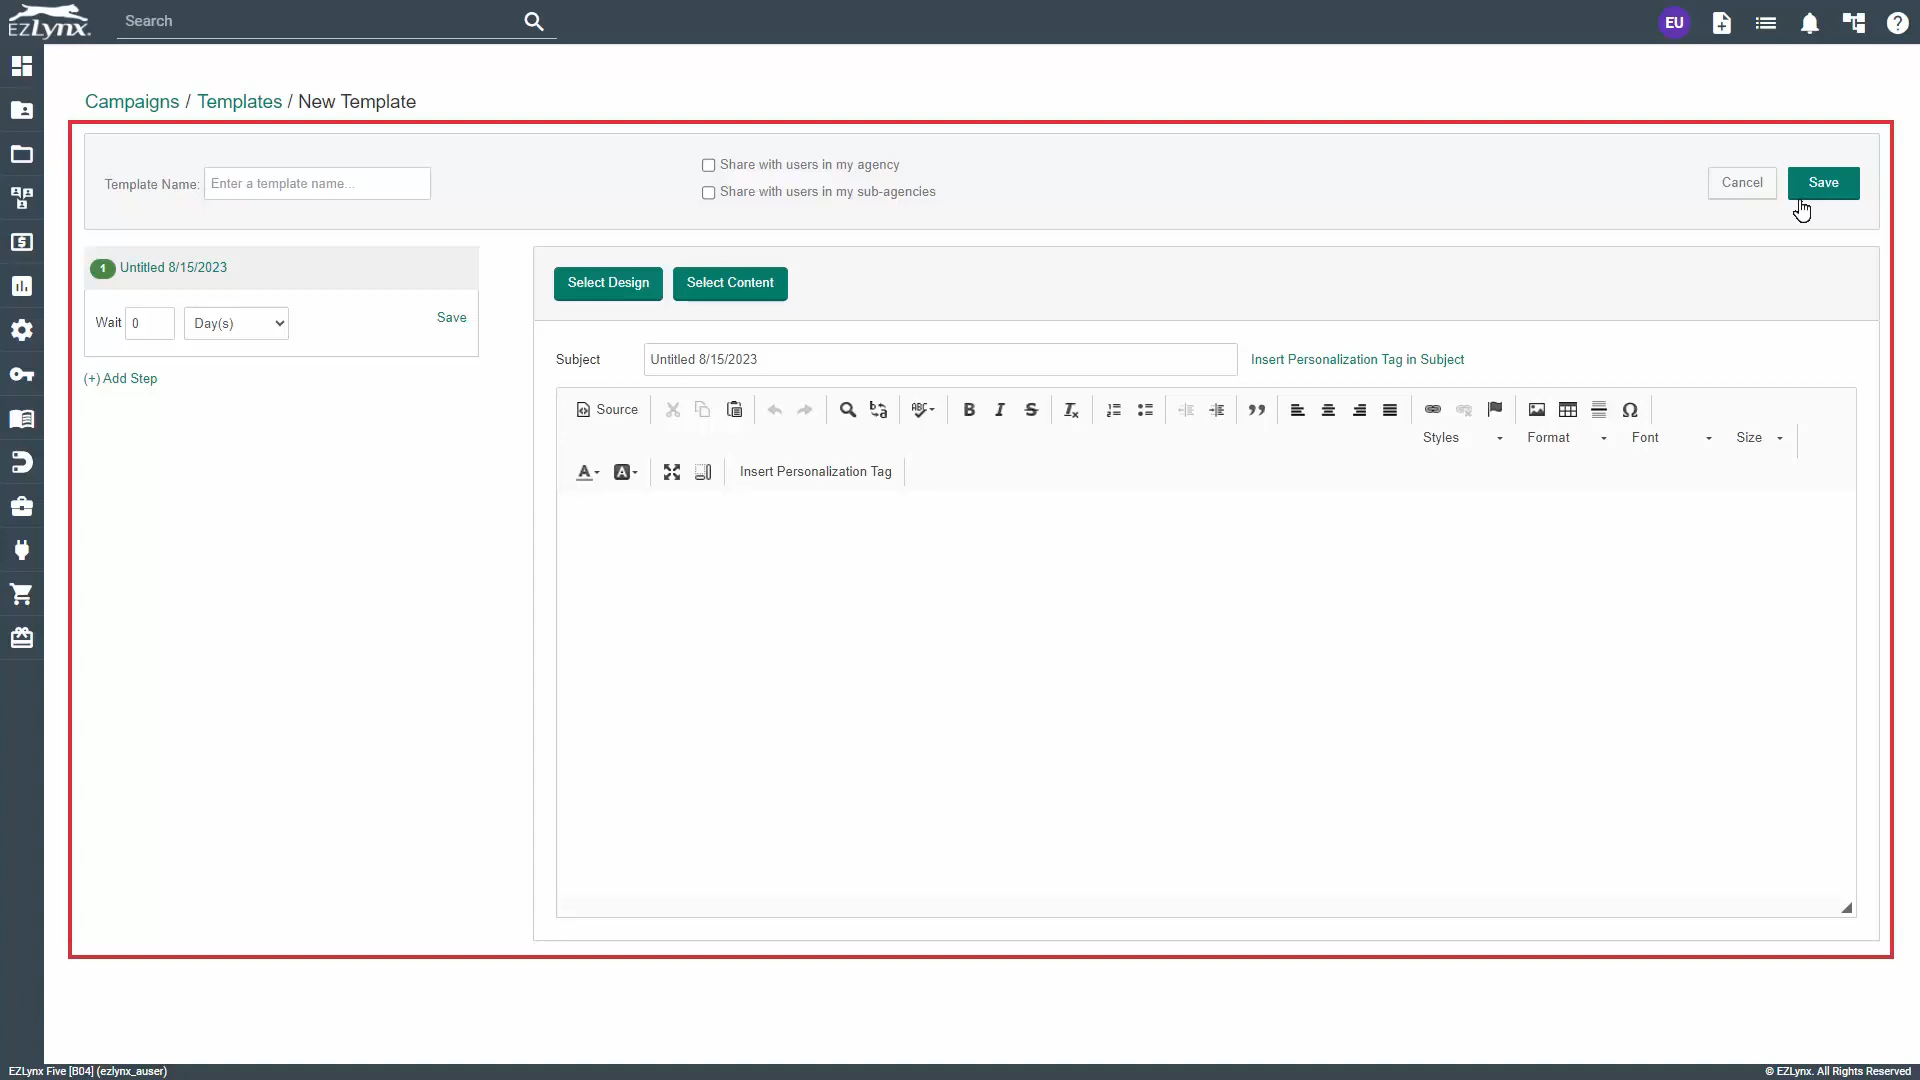 EZLynx
Search
EU
Campaigns / Templates / New Template
Template Name: Enter a template name...
Share with users in my agency
Share with users in my sub-agencies
Cancel
Save
1 Untitled 8/15/2023
Wait 0 Day(s) Save
(+) Add Step
Select Design
Select Content
Subject Untitled 8/15/2023 Insert Personalization Tag in Subject
Source
Styles Format Font Size
Insert Personalization Tag
EZLynx Five [B04] (ezlynx_auser)
© EZLynx. All Rights Reserved